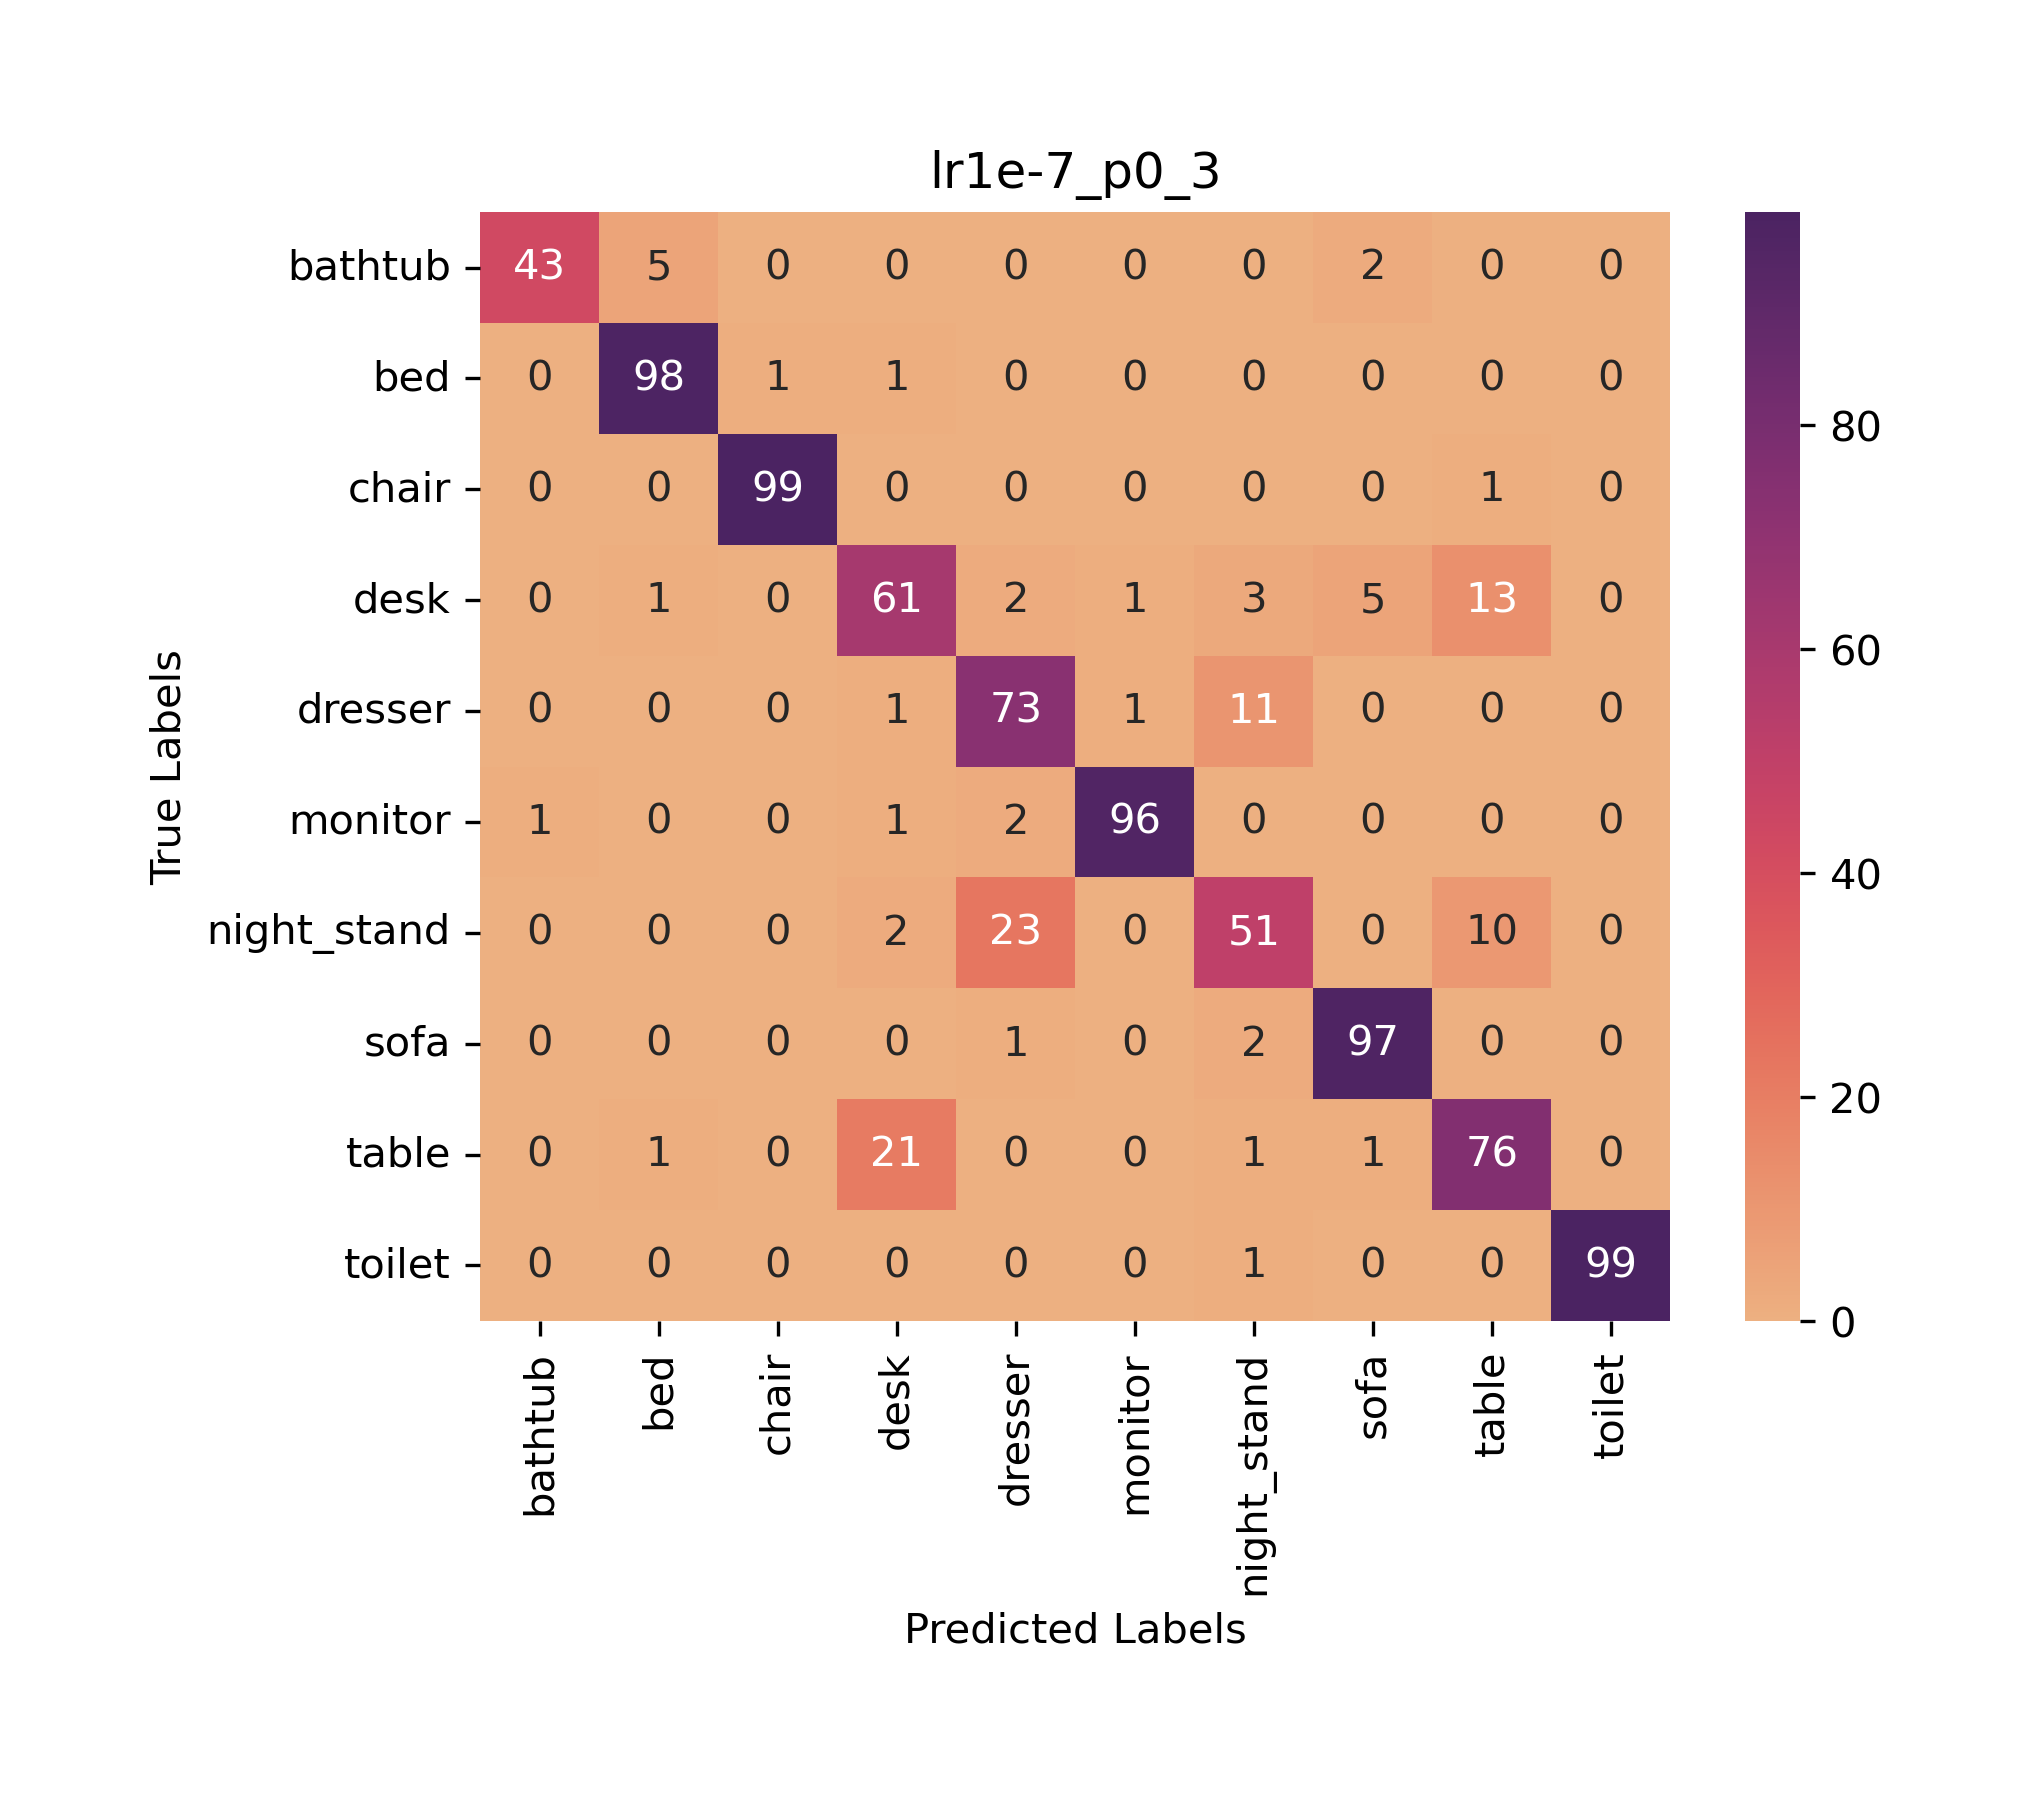 lr1e-7_p0_3
True Labels
bathtub 43 5 0 0 0 0 0 2 0 0
bed 0 98 1 1 0 0 0 0 0 0
chair 0 0 99 0 0 0 0 0 1 0
desk 0 1 0 61 2 1 3 5 13 0
dresser 0 0 0 1 73 1 11 0 0 0
monitor 1 0 0 1 2 96 0 0 0 0
night_stand 0 0 0 2 23 0 51 0 10 0
sofa 0 0 0 0 1 0 2 97 0 0
table 0 1 0 21 0 0 1 1 76 0
toilet 0 0 0 0 0 0 1 0 0 99
bathtub bed chair desk dresser monitor night_stand sofa table toilet
Predicted Labels
80
60
40
20
0